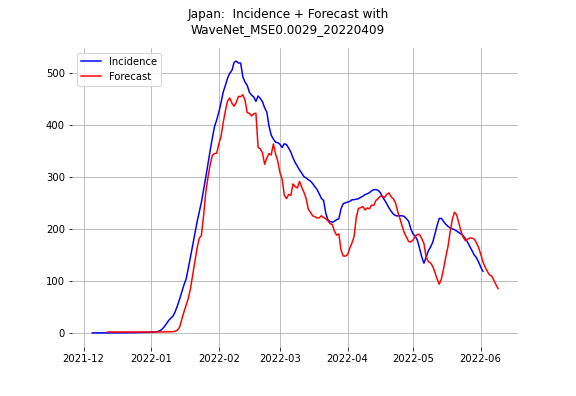 Japan:  Incidence + Forecast with
WaveNet_MSE0.0029_20220409
Incidence
Forecast
500
400
300
200
100
0
2021-12 2022-01 2022-02 2022-03 2022-04 2022-05 2022-06